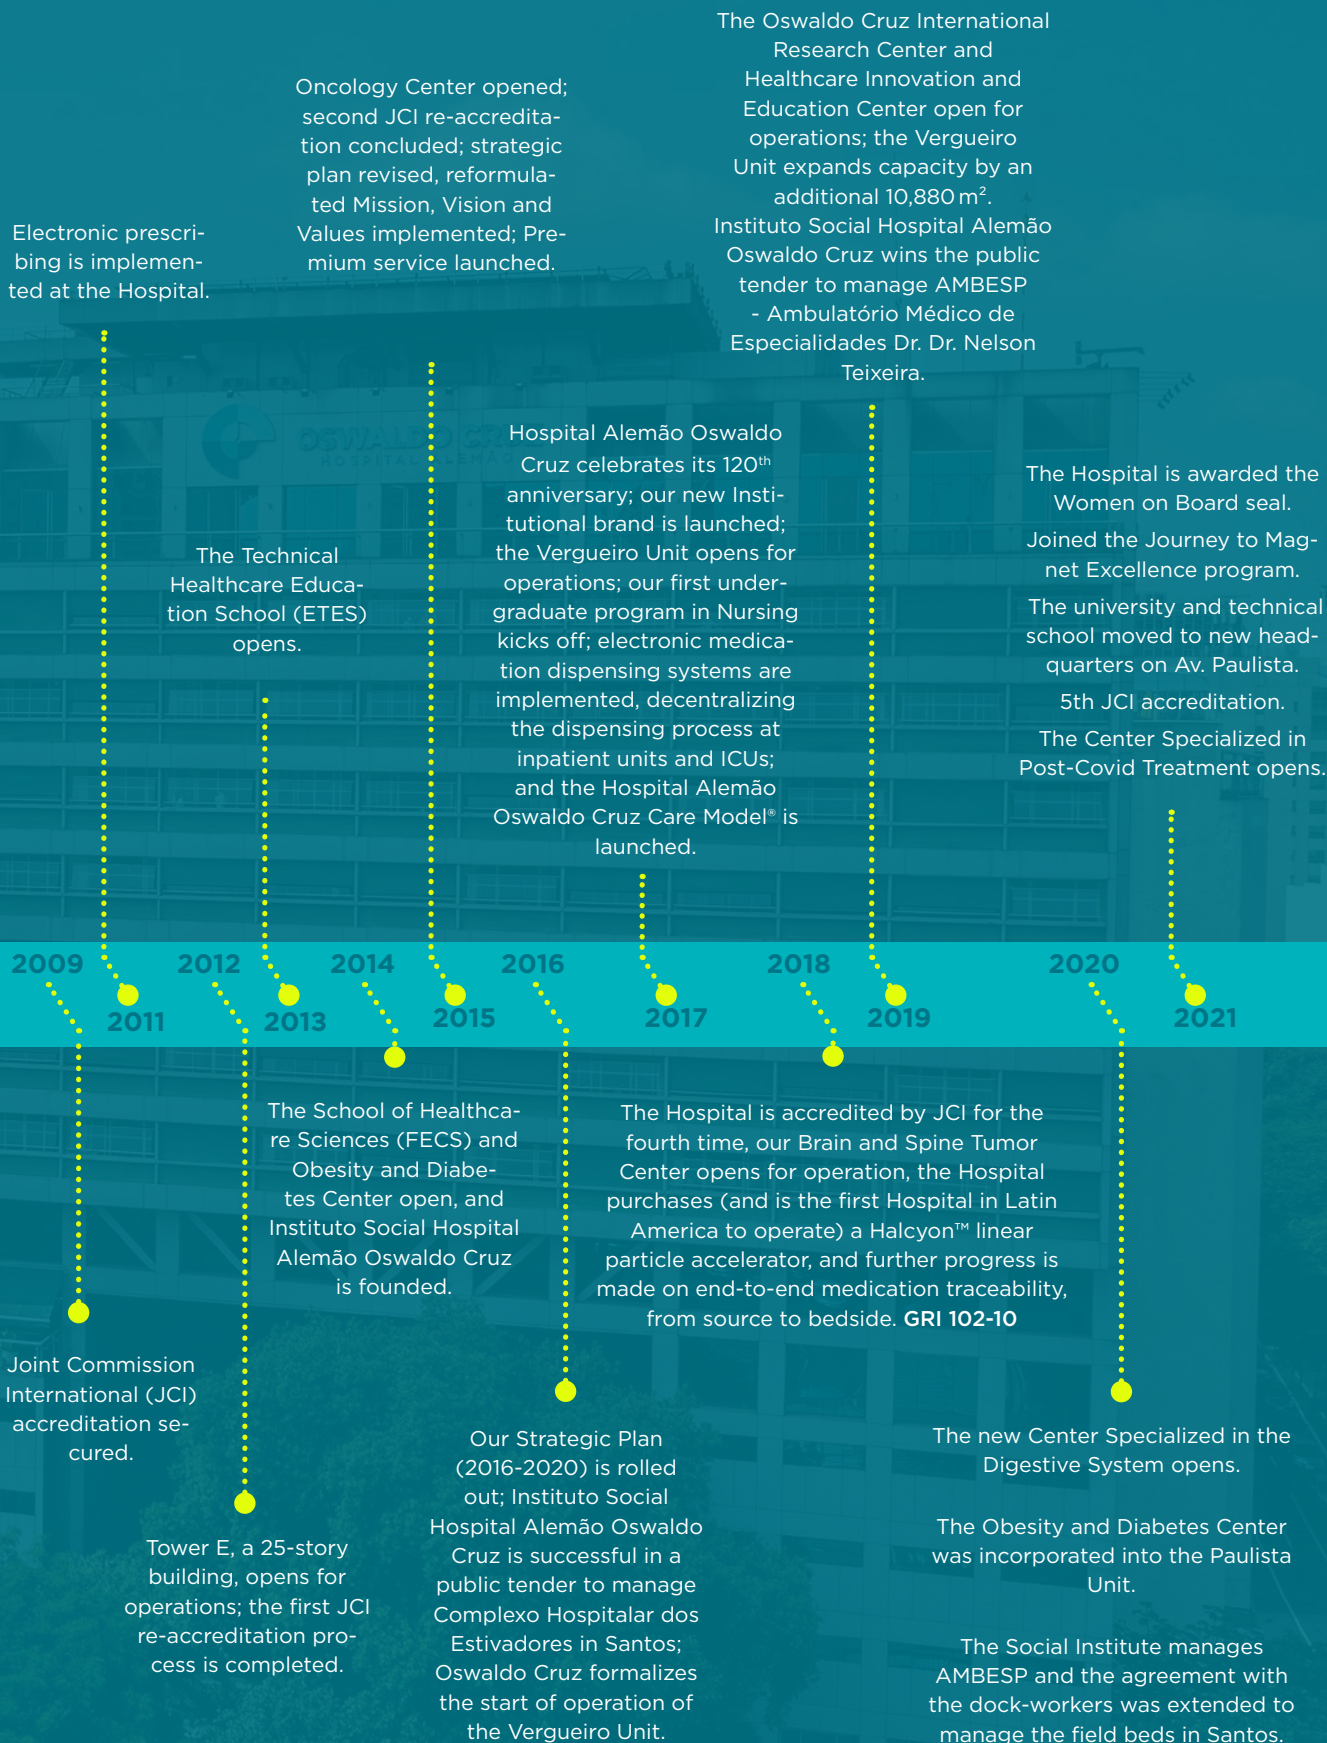 The Oswaldo Cruz International
Research Center and
Healthcare Innovation and
Education Center open for
operations; the Vergueiro
Unit expands capacity by an
additional 10,880 m².
Instituto Social Hospital Alemão
Oswaldo Cruz wins the public
tender to manage AMBESP
- Ambulatório Médico de
Especialidades Dr. Dr. Nelson
Teixeira.
Oncology Center opened;
second JCI re-accredita-
tion concluded; strategic
plan revised, reformula-
ted Mission, Vision and
Values implemented; Pre-
mium service launched.
Electronic prescri-
bing is implemen-
ted at the Hospital.
OSWALDO CRUZ
HOSPITAL ALEMÃO
Hospital Alemão Oswaldo
Cruz celebrates its 120th
anniversary; our new Insti-
tutional brand is launched;
the Vergueiro Unit opens for
operations; our first under-
graduate program in Nursing
kicks off; electronic medica-
tion dispensing systems are
implemented, decentralizing
the dispensing process at
inpatient units and ICUs;
and the Hospital Alemão
Oswaldo Cruz Care Model® is
launched.
The Technical
Healthcare Educa-
tion School (ETES)
opens.
The Hospital is awarded the
Women on Board seal.
Joined the Journey to Mag-
net Excellence program.
The university and technical
school moved to new head-
quarters on Av. Paulista.
5th JCI accreditation.
The Center Specialized in
Post-Covid Treatment opens.
2009
2012
2014
2016
2018
2020
2011
2013
2015
2017
2019
2021
The School of Healthca-
re Sciences (FECS) and
Obesity and Diabe-
tes Center open, and
Instituto Social Hospital
Alemão Oswaldo Cruz
is founded.
The Hospital is accredited by JCI for the
fourth time, our Brain and Spine Tumor
Center opens for operation, the Hospital
purchases (and is the first Hospital in Latin
America to operate) a Halcyon™ linear
particle accelerator, and further progress is
made on end-to-end medication traceability,
from source to bedside. GRI 102-10
Joint Commission
International (JCI)
accreditation se-
cured.
Tower E, a 25-story
building, opens for
operations; the first JCI
re-accreditation pro-
cess is completed.
Our Strategic Plan
(2016-2020) is rolled
out; Instituto Social
Hospital Alemão Oswaldo
Cruz is successful in a
public tender to manage
Complexo Hospitalar dos
Estivadores in Santos;
Oswaldo Cruz formalizes
the start of operation of
the Vergueiro Unit.
The new Center Specialized in the
Digestive System opens.
The Obesity and Diabetes Center
was incorporated into the Paulista
Unit.
The Social Institute manages
AMBESP and the agreement with
the dock-workers was extended to
manage the field beds in Santos.